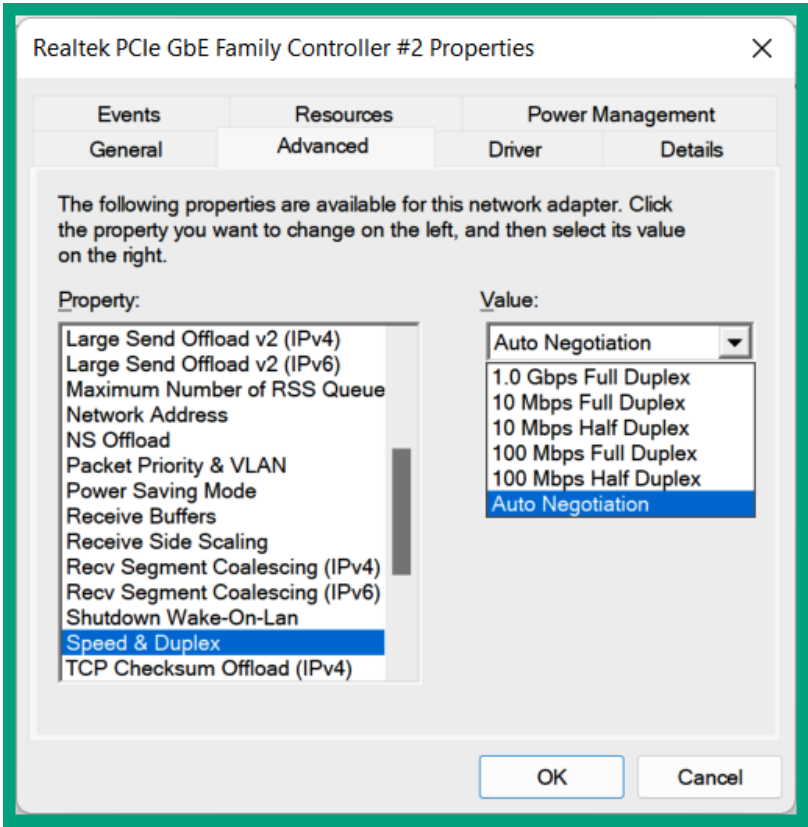 Realtek PCIe GbE Family Controller #2 Properties
Events Resources Power Management
General Advanced Driver Details
The following properties are available for this network adapter. Click
the property you want to change on the left, and then select its value
on the right.
Property:
Large Send Offload v2 (IPv4)
Large Send Offload v2 (IPv6)
Maximum Number of RSS Queue
Network Address
NS Offload
Packet Priority & VLAN
Power Saving Mode
Receive Buffers
Receive Side Scaling
Recv Segment Coalescing (IPv4)
Recv Segment Coalescing (IPv6)
Shutdown Wake-On-Lan
Speed & Duplex
TCP Checksum Offload (IPv4)
Value:
Auto Negotiation
1.0 Gbps Full Duplex
10 Mbps Full Duplex
10 Mbps Half Duplex
100 Mbps Full Duplex
100 Mbps Half Duplex
Auto Negotiation
OK Cancel